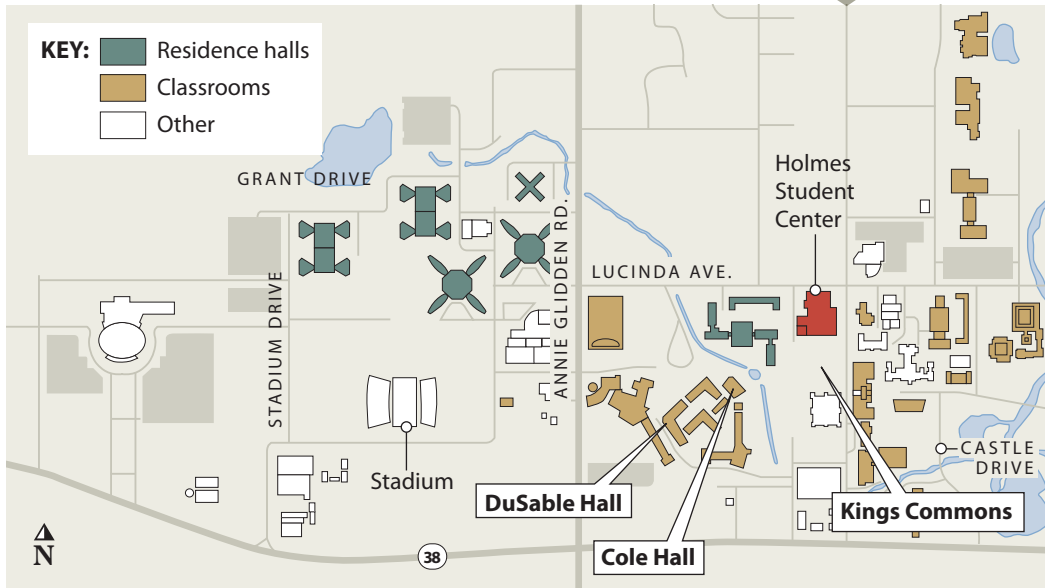 KEY:
Residence halls
Classrooms
Other
GRANT DRIVE
STADIUM DRIVE
ANNIE GLIDDEN RD.
Holmes
Student
Center
LUCINDA AVE.
Stadium
DuSable Hall
Cole Hall
Kings Commons
CASTLE
DRIVE
N
38